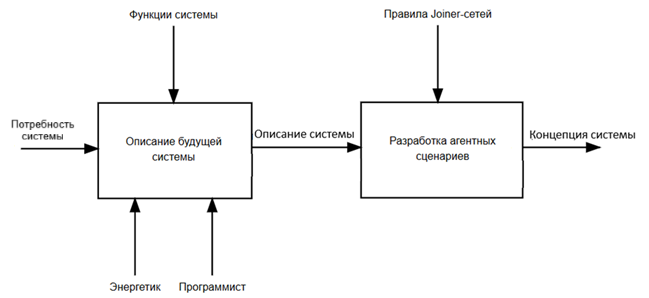 Функции системы
Правила Joiner-сетей
Потребность
системы
Описание будущей
системы
Описание системы
Разработка агентных
сценариев
Концепция системы
Энергетик
Программист